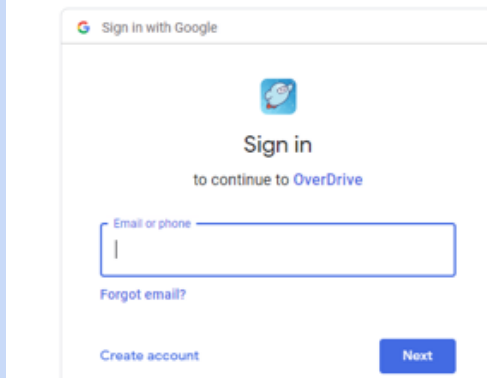 Sign in with Google
Sign in
to continue to OverDrive
Email or phone
Forgot email?
Create account
Next